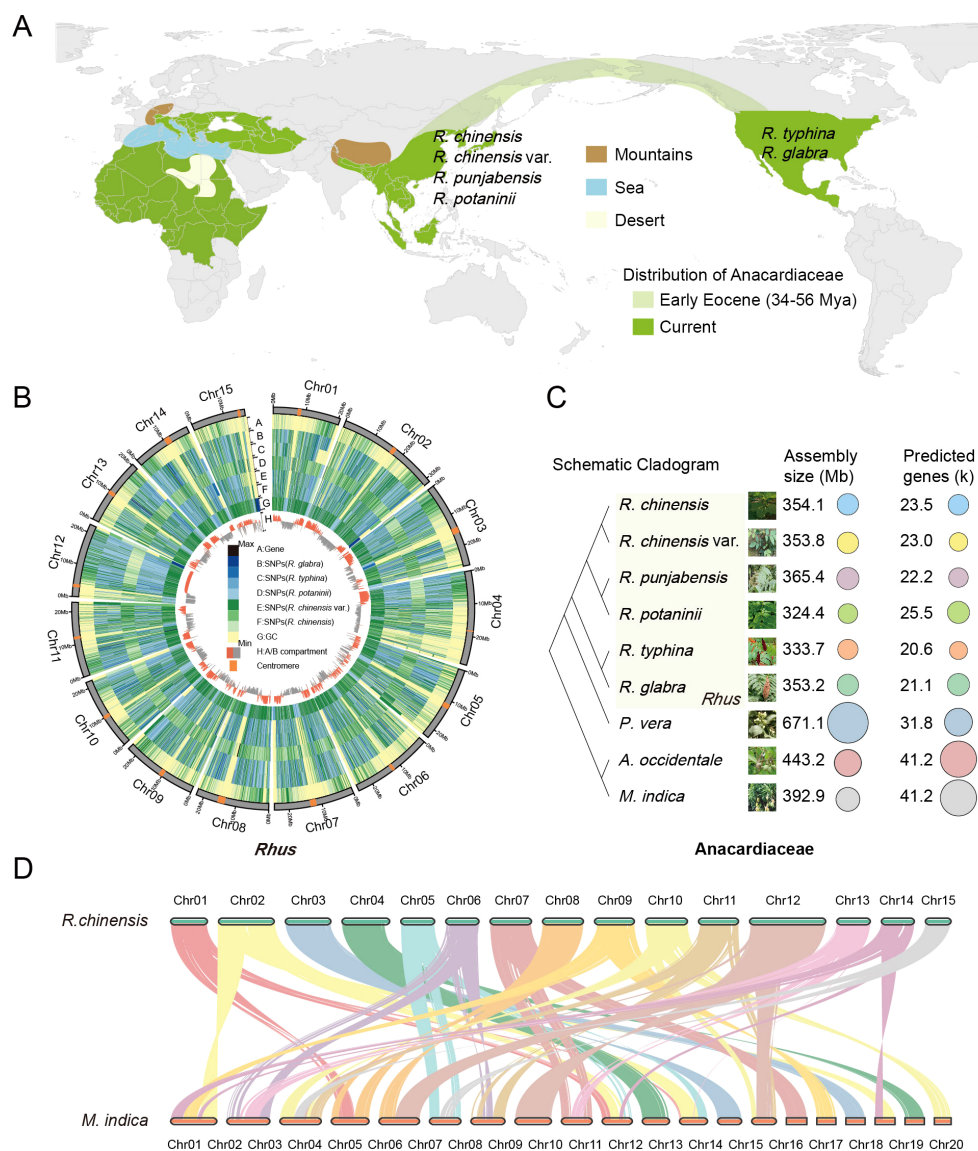 A
R. chinensis
R. chinensis var.
R. punjabensis
R. potaninii
R. typhina
R. glabra
Mountains
Sea
Desert
Distribution of Anacardiaceae
Early Eocene (34-56 Mya)
Current
B
Chr01
Chr02
Chr03
Chr04
Chr05
Chr06
Chr07
Chr08
Chr09
Chr10
Chr11
Chr12
Chr13
Chr14
Chr15
A
B
C
D
E
F
G
H
Max
Min
A:Gene
B:SNPs(R. glabra)
C:SNPs(R. typhina)
D:SNPs(R. potaninii)
E:SNPs(R. chinensis var.)
F:SNPs(R. chinensis)
G:GC
H:A/B compartment
Centromere
Rhus
C
Schematic Cladogram
Assembly size (Mb)
Predicted genes (k)
R. chinensis 354.1 23.5
R. chinensis var. 353.8 23.0
R. punjabensis 365.4 22.2
R. potaninii 324.4 25.5
R. typhina 333.7 20.6
R. glabra 353.2 21.1
Rhus
P. vera 671.1 31.8
A. occidentale 443.2 41.2
M. indica 392.9 41.2
Anacardiaceae
D
Chr01 Chr02 Chr03 Chr04 Chr05 Chr06 Chr07 Chr08 Chr09 Chr10 Chr11 Chr12 Chr13 Chr14 Chr15
R.chinensis
M. indica
Chr01 Chr02 Chr03 Chr04 Chr05 Chr06 Chr07 Chr08 Chr09 Chr10 Chr11 Chr12 Chr13 Chr14 Chr15 Chr16 Chr17 Chr18 Chr19 Chr20